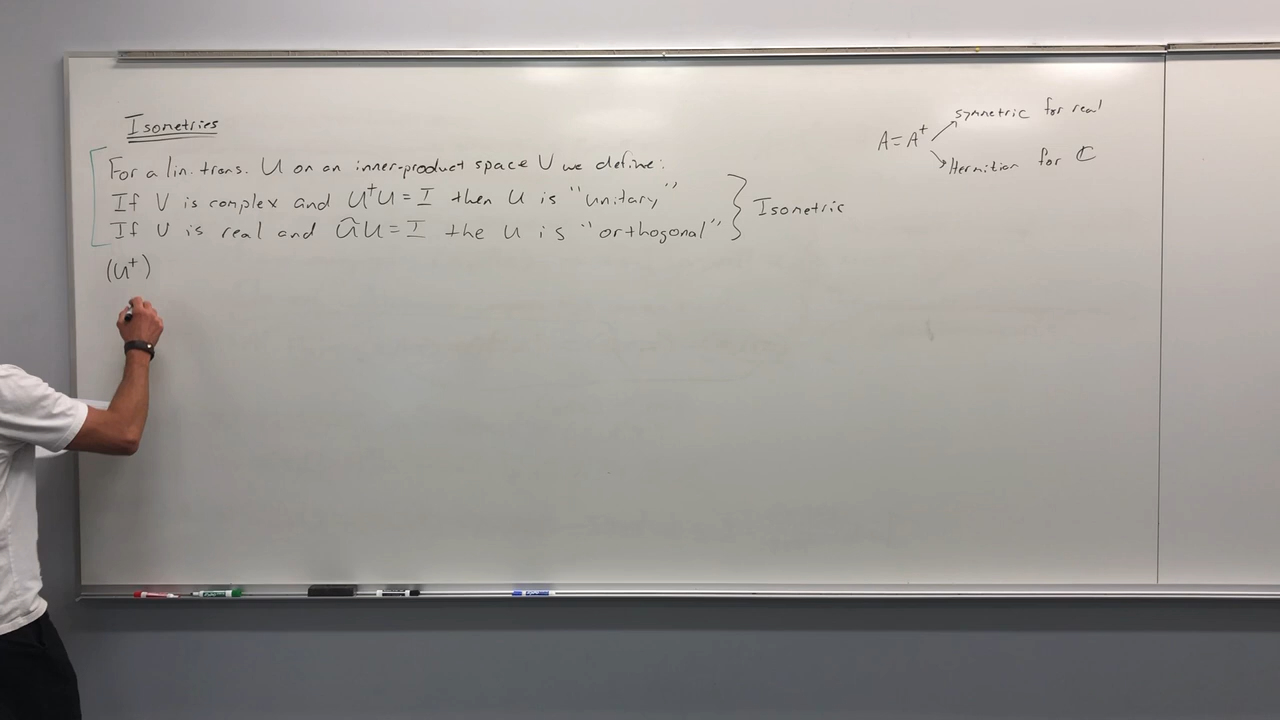 Isometries
For a lin. trans. U on an inner-product space V we define:
If V is complex and U†U = I then U is "unitary"
If V is real and ŨU = I the U is "orthogonal"
} Isometric
(U†)
A = A†
symmetric for real
Hermition for ℂ